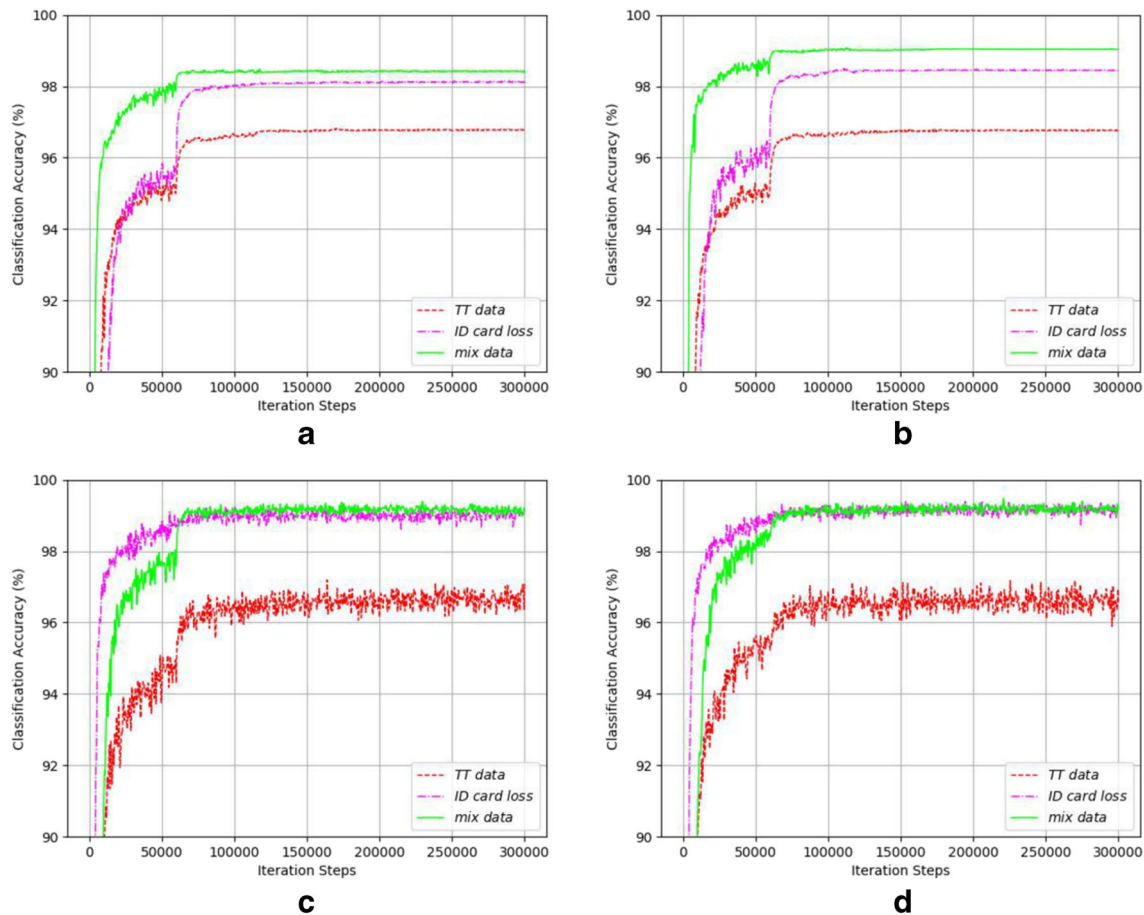 100
98
96
94
92
90
Classification Accuracy (%)
TT data
ID card loss
mix data
0 50000 100000 150000 200000 250000 300000
Iteration Steps
a
100
98
96
94
92
90
Classification Accuracy (%)
TT data
ID card loss
mix data
0 50000 100000 150000 200000 250000 300000
Iteration Steps
b
100
98
96
94
92
90
Classification Accuracy (%)
TT data
ID card loss
mix data
0 50000 100000 150000 200000 250000 300000
Iteration Steps
c
100
98
96
94
92
90
Classification Accuracy (%)
TT data
ID card loss
mix data
0 50000 100000 150000 200000 250000 300000
Iteration Steps
d